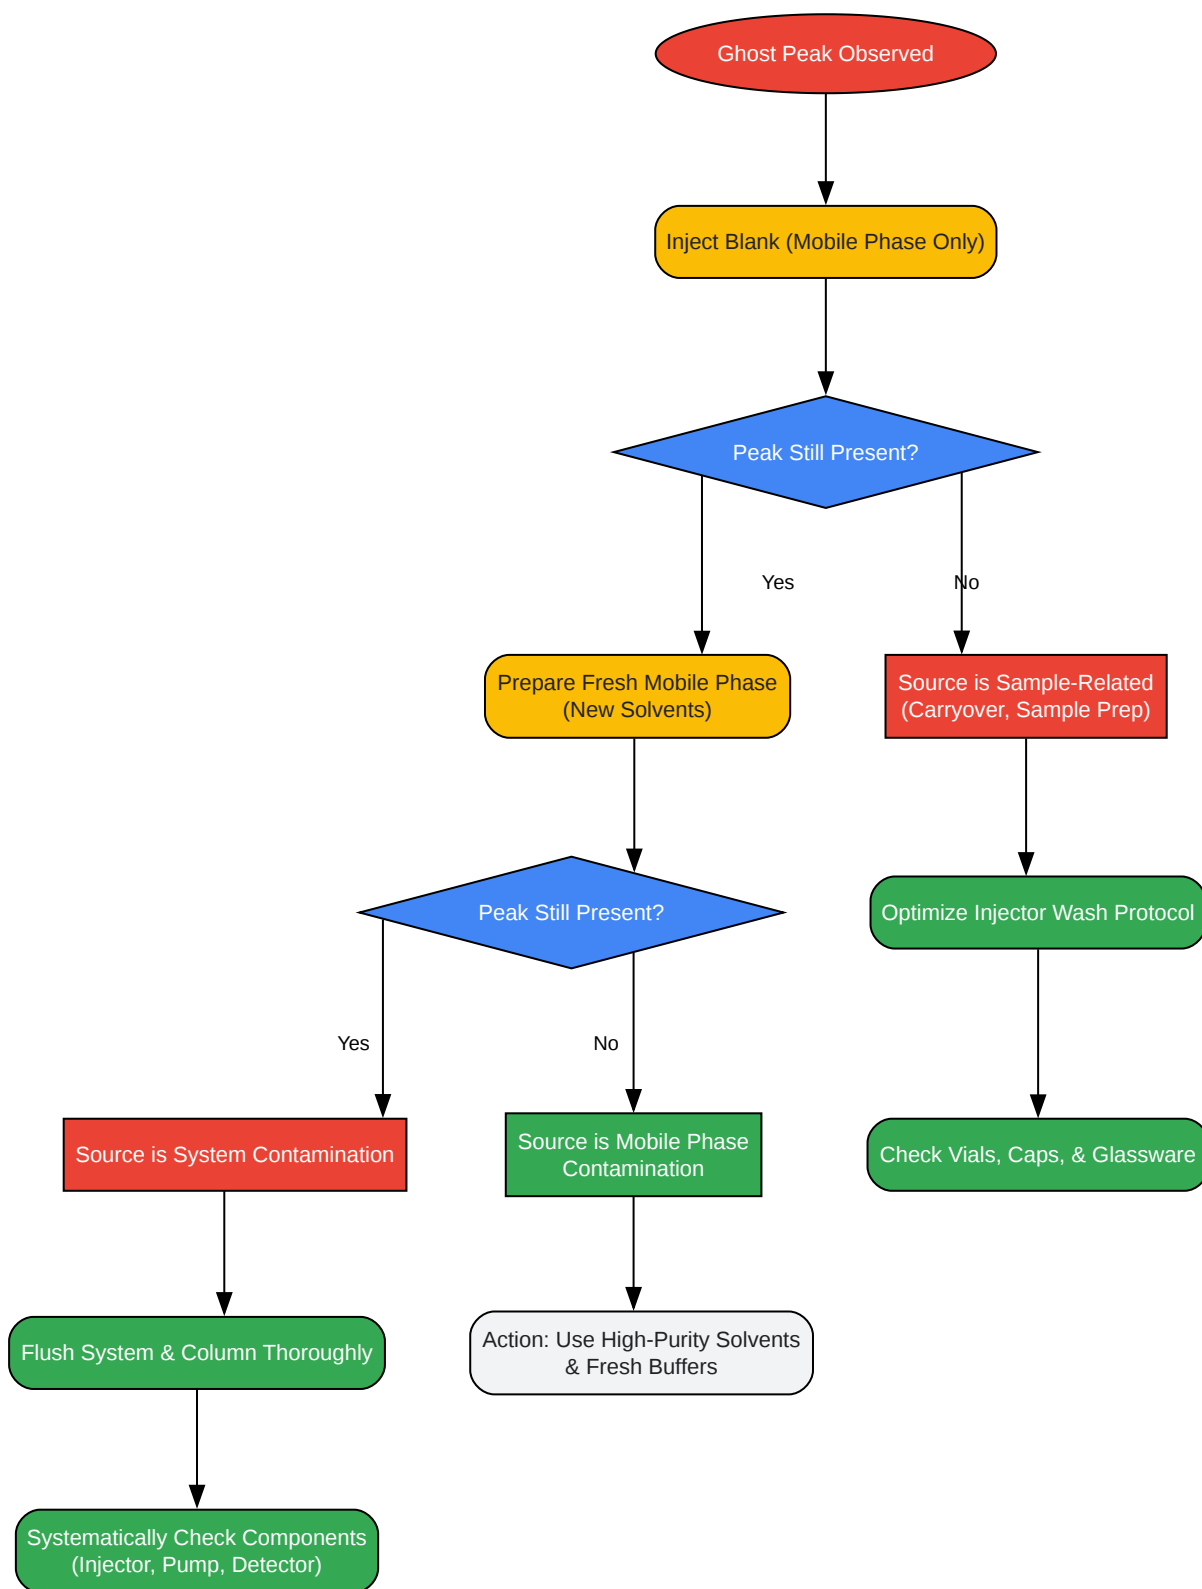 Ghost Peak Observed
Inject Blank (Mobile Phase Only)
Peak Still Present?
Yes
No
Prepare Fresh Mobile Phase
(New Solvents)
Source is Sample-Related
(Carryover, Sample Prep)
Peak Still Present?
Optimize Injector Wash Protocol
Yes
No
Source is System Contamination
Source is Mobile Phase
Contamination
Check Vials, Caps, & Glassware
Flush System & Column Thoroughly
Action: Use High-Purity Solvents
& Fresh Buffers
Systematically Check Components
(Injector, Pump, Detector)